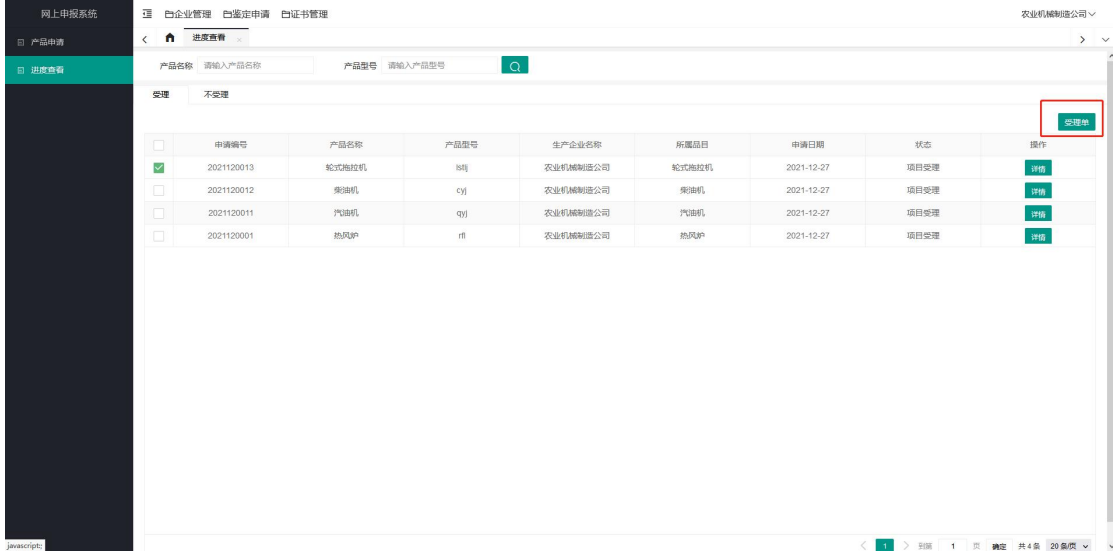 网上申报系统 企业管理 鉴定申请 证书管理 农业机械制造公司
产品申请 进度查看
进度查看 产品名称 请输入产品名称 产品型号 请输入产品型号
受理 不受理
受理单
申请编号 产品名称 产品型号 生产企业名称 所属品目 申请日期 状态 操作
2021120013 轮式拖拉机 lstlj 农业机械制造公司 轮式拖拉机 2021-12-27 项目受理 详情
2021120012 柴油机 cyj 农业机械制造公司 柴油机 2021-12-27 项目受理 详情
2021120011 汽油机 qyj 农业机械制造公司 汽油机 2021-12-27 项目受理 详情
2021120001 热风炉 rfl 农业机械制造公司 热风炉 2021-12-27 项目受理 详情
javascript:; 1 到第 1 页 确定 共4条 20条/页